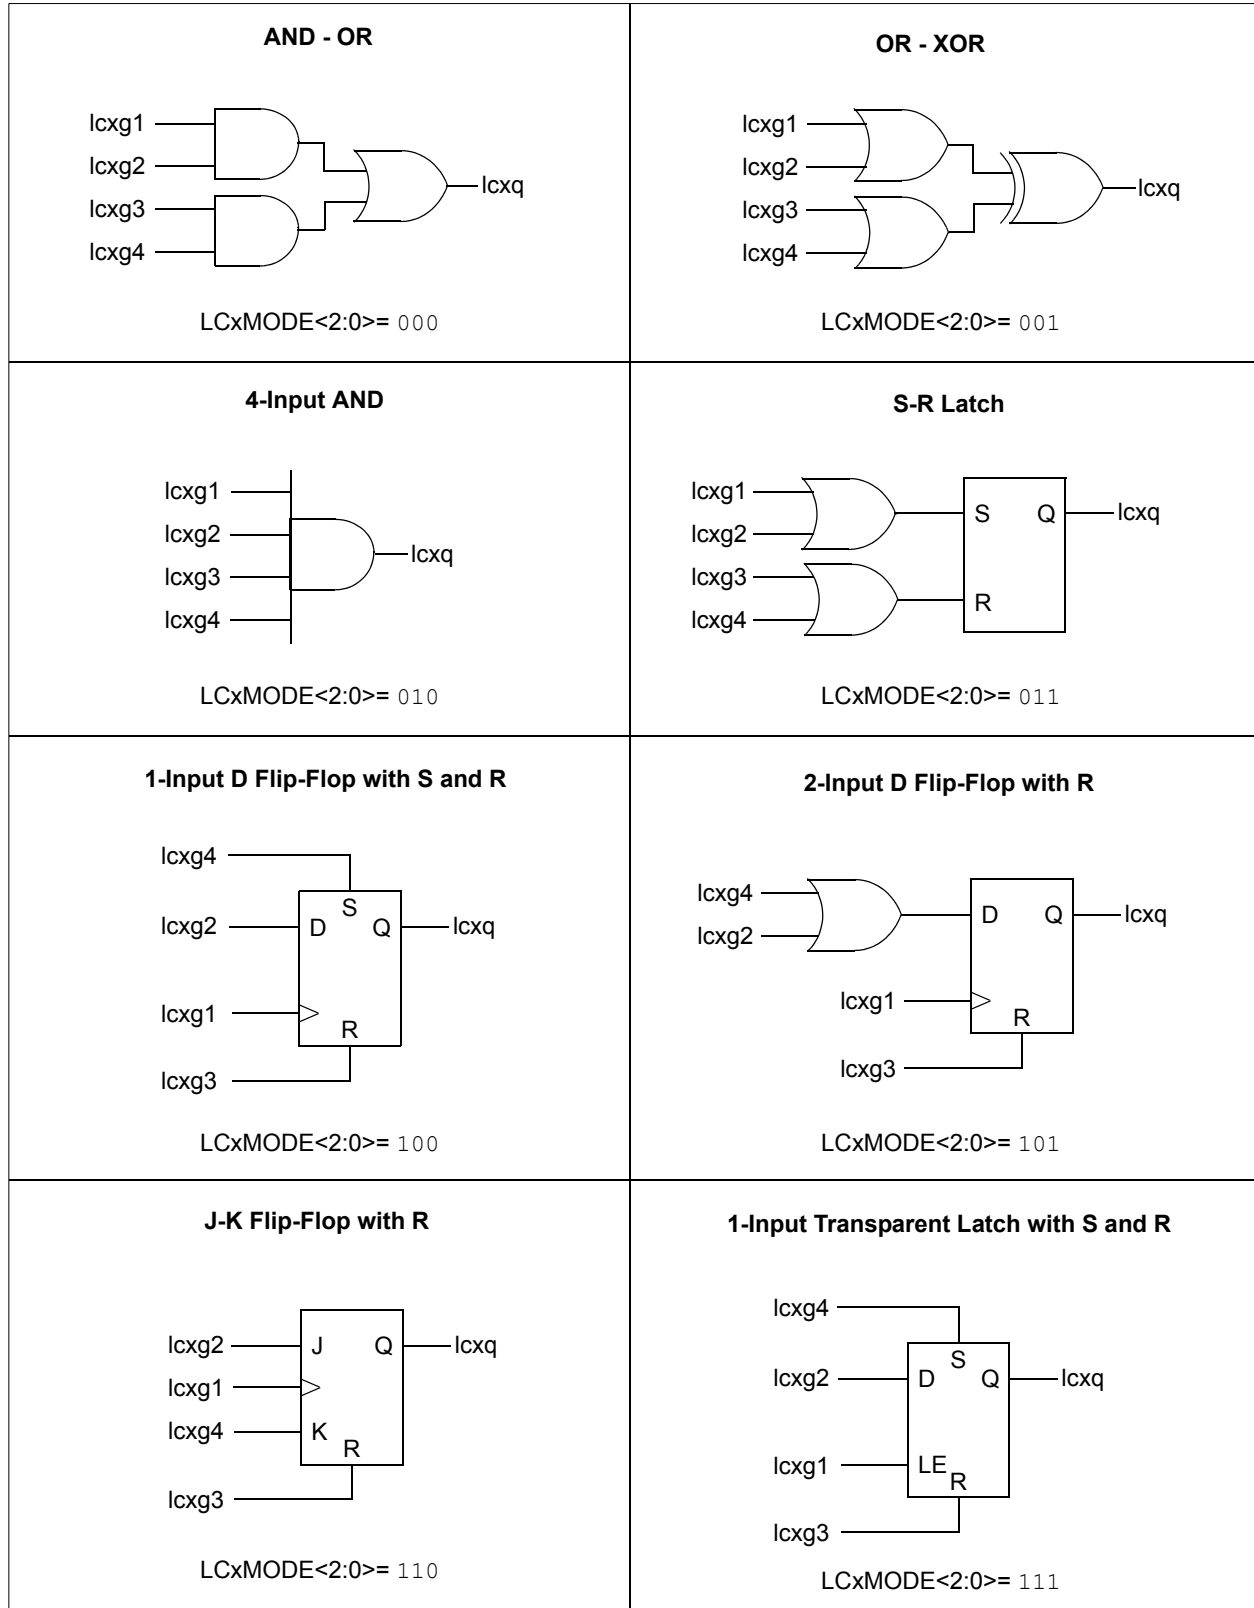 AND - OR
lcxg1
lcxg2
lcxg3
lcxg4
lcxq
LCxMODE<2:0>= 000
OR - XOR
lcxg1
lcxg2
lcxg3
lcxg4
lcxq
LCxMODE<2:0>= 001
4-Input AND
lcxg1
lcxg2
lcxg3
lcxg4
lcxq
LCxMODE<2:0>= 010
S-R Latch
lcxg1
lcxg2
lcxg3
lcxg4
S
Q
lcxq
R
LCxMODE<2:0>= 011
1-Input D Flip-Flop with S and R
lcxg4
S
lcxg2
D
Q
lcxq
lcxg1
R
lcxg3
LCxMODE<2:0>= 100
2-Input D Flip-Flop with R
lcxg4
lcxg2
D
Q
lcxq
lcxg1
R
lcxg3
LCxMODE<2:0>= 101
J-K Flip-Flop with R
lcxg2
J
Q
lcxq
lcxg1
lcxg4
K
R
lcxg3
LCxMODE<2:0>= 110
1-Input Transparent Latch with S and R
lcxg4
S
lcxg2
D
Q
lcxq
lcxg1
LE
R
lcxg3
LCxMODE<2:0>= 111